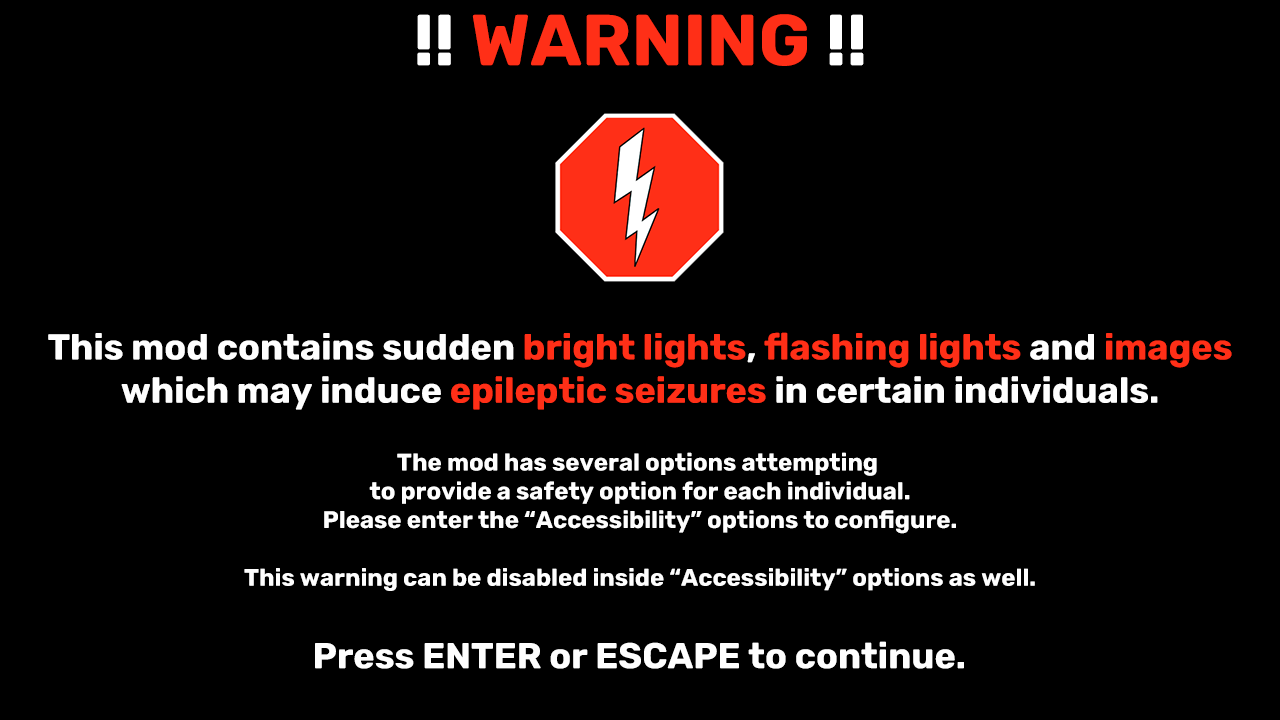 !! WARNING !!
This mod contains sudden bright lights, flashing lights and images
which may induce epileptic seizures in certain individuals.
The mod has several options attempting
to provide a safety option for each individual.
Please enter the “Accessibility” options to configure.
This warning can be disabled inside “Accessibility” options as well.
Press ENTER or ESCAPE to continue.